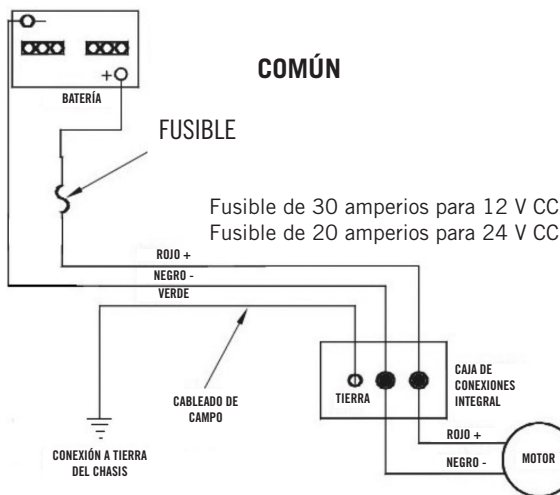 COMÚN
+
BATERÍA
FUSIBLE
Fusible de 30 amperios para 12 V CC
Fusible de 20 amperios para 24 V CC
ROJO +
NEGRO -
VERDE
CABLEADO DE
CAMPO
TIERRA
CAJA DE
CONEXIONES
INTEGRAL
CONEXIÓN A TIERRA
DEL CHASIS
ROJO +
NEGRO -
MOTOR